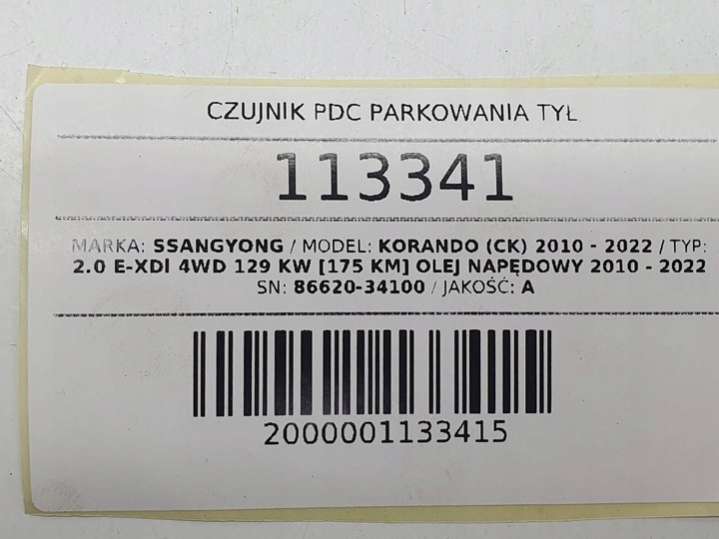 CZUJNIK PDC PARKOWANIA TYŁ
113341
MARKA: SSANGYONG / MODEL: KORANDO (CK) 2010 - 2022 / TYP:
2.0 E-XDI 4WD 129 KW [175 KM] OLEJ NAPĘDOWY 2010 - 2022
SN: 86620-34100 / JAKOŚĆ: A
2000001133415